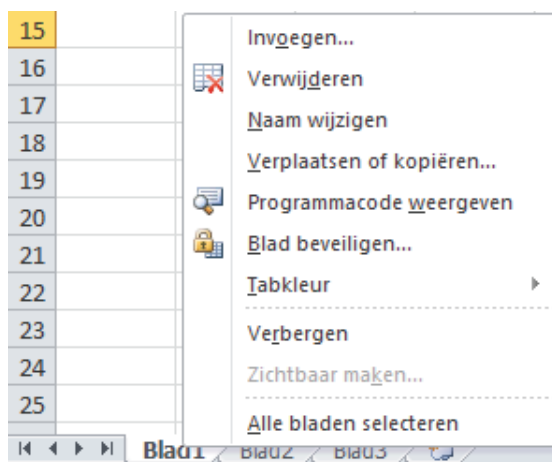 15
16
17
18
19
20
21
22
23
24
25
Invoegen...
Verwijderen
Naam wijzigen
Verplaatsen of kopiëren...
Programmacode weergeven
Blad beveiligen...
Tabkleur
Verbergen
Zichtbaar maken...
Alle bladen selecteren
Blad1 Blad2 Blad3